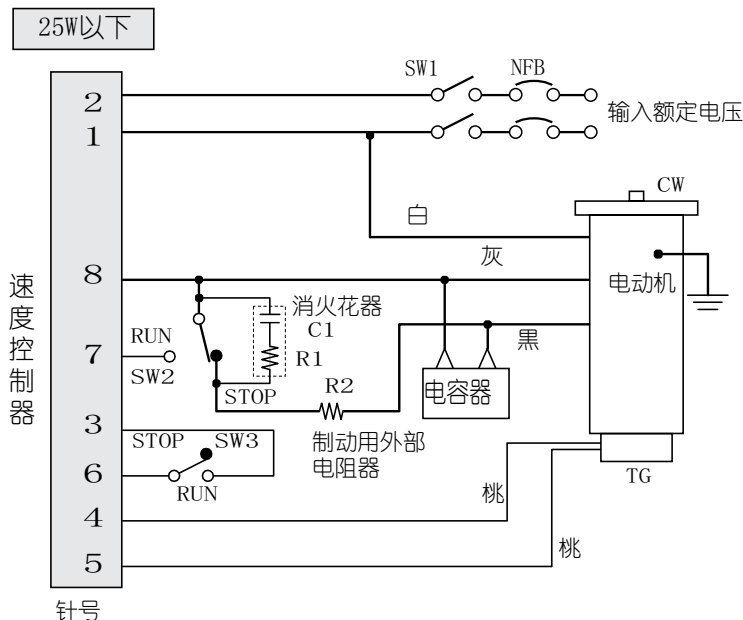 25W以下
SW1
NFB
2
1
输入额定电压
CW
白
灰
8
电动机
速度控制器
消火花器
C1
RUN
7
R1
黒
SW2
STOP
R2
电容器
3
STOP
SW3
制动用外部
电阻器
6
RUN
TG
桃
4
桃
5
针号